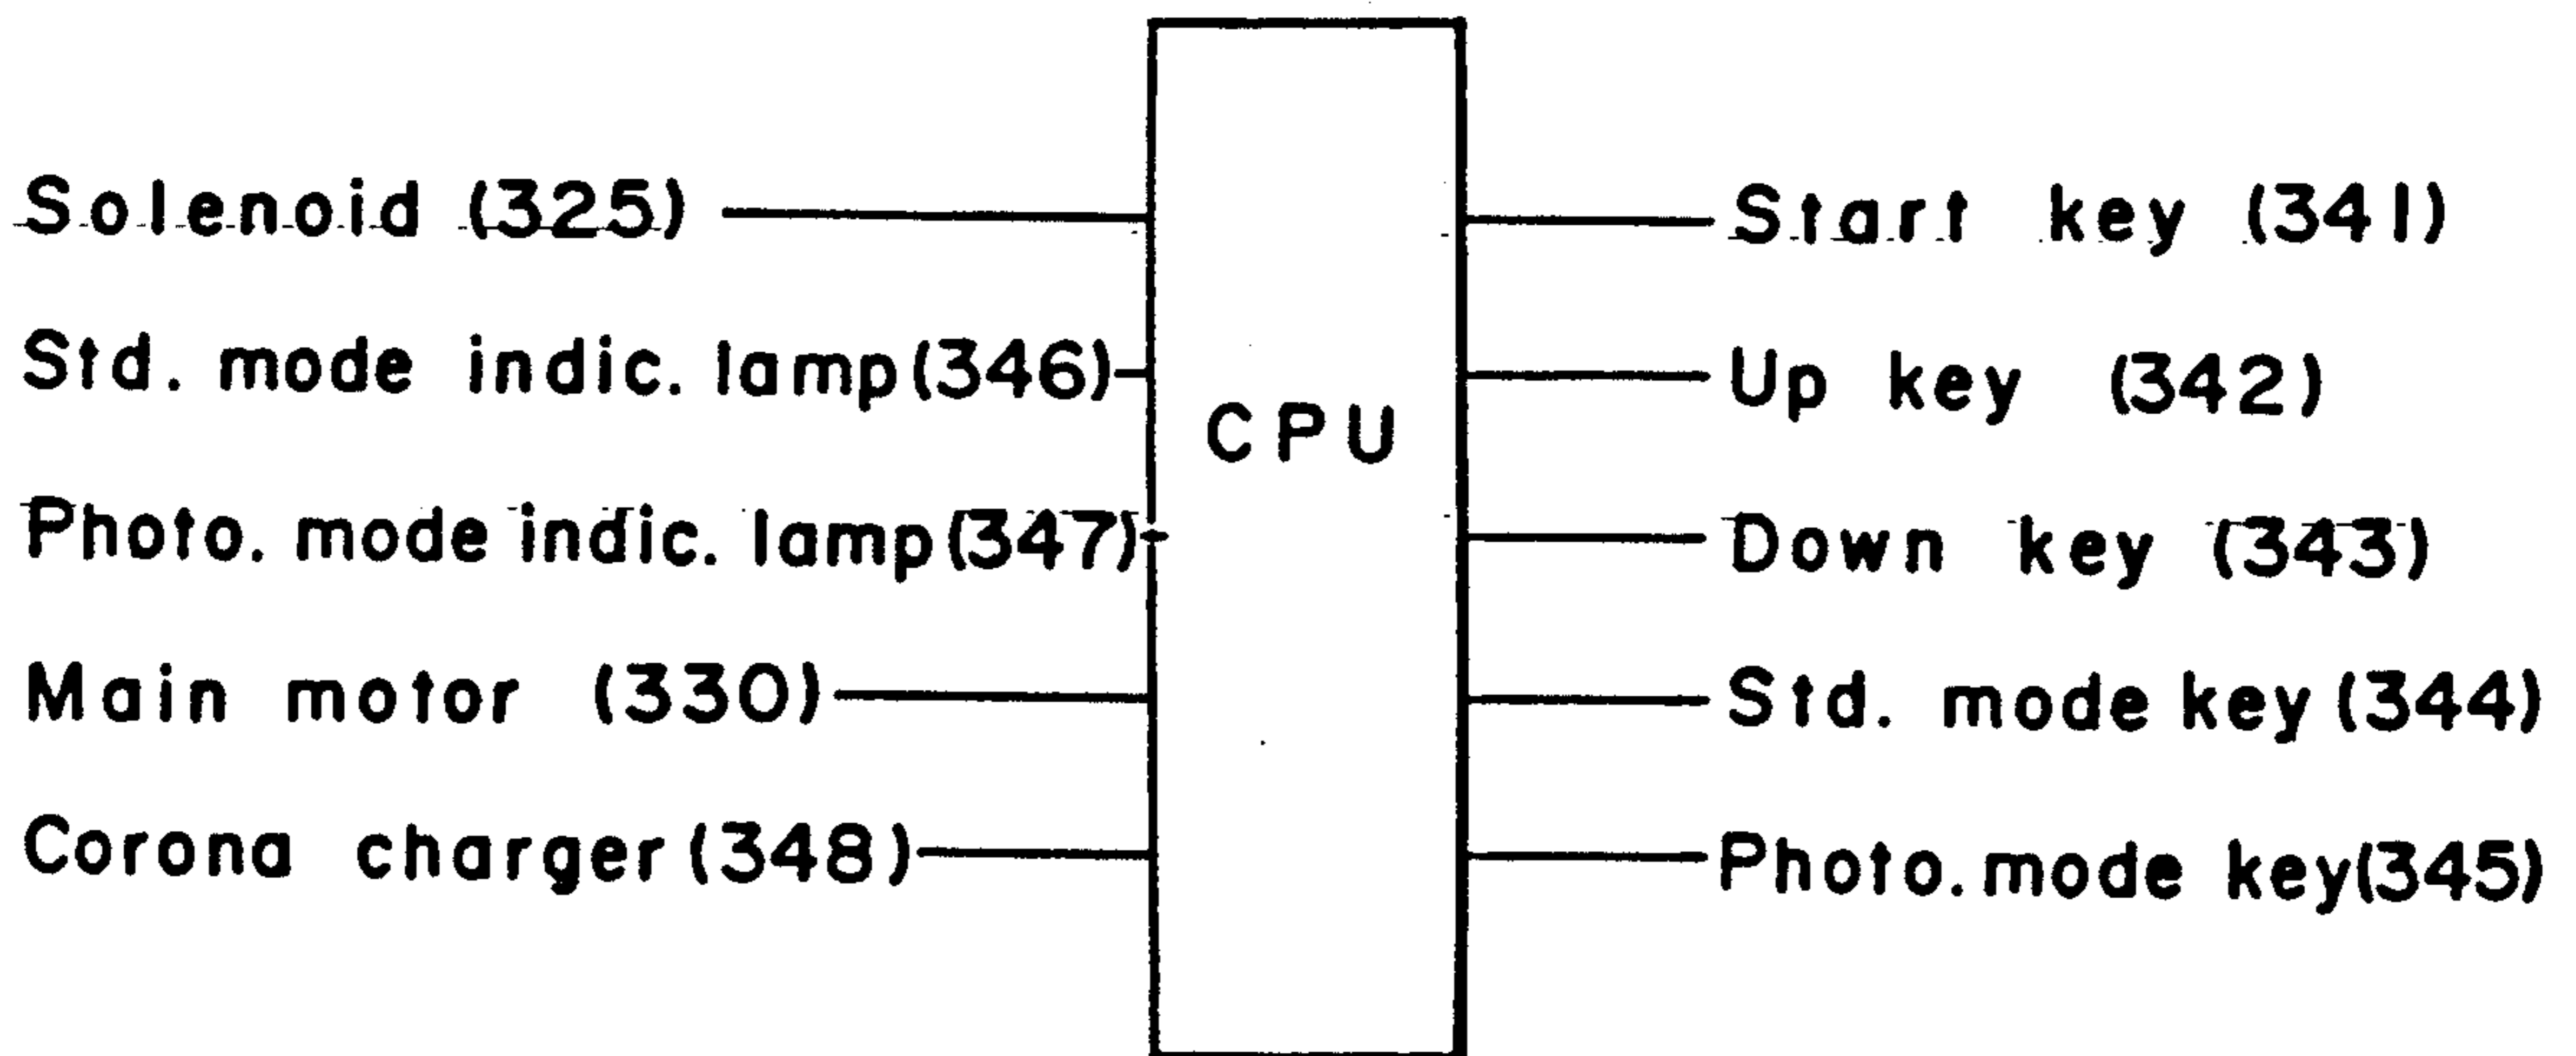 Solenoid (325)
Std. mode indic. lamp (346)
Photo. mode indic. lamp (347)
Main motor (330)
Corona charger (348)
CPU
Start key (341)
Up key (342)
Down key (343)
Std. mode key (344)
Photo. mode key (345)